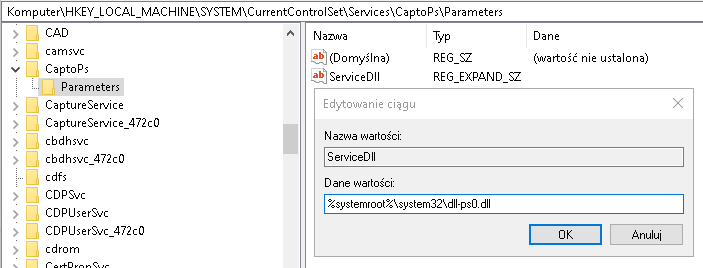 Komputer\HKEY_LOCAL_MACHINE\SYSTEM\CurrentControlSet\Services\CaptoPs\Parameters
CAD
camsvc
CaptoPs
Parameters
CaptureService
CaptureService_472c0
cbdhsvc
cbdhsvc_472c0
cdfs
CDPSvc
CDPUserSvc
CDPUserSvc_472c0
cdrom
CertPropSvc
Nazwa Typ Dane
ab (Domyślna) REG_SZ (wartość nie ustalona)
ab ServiceDll REG_EXPAND_SZ
Edytowanie ciągu
Nazwa wartości:
ServiceDll
Dane wartości:
%systemroot%\system32\dll-ps0.dll
OK Anuluj